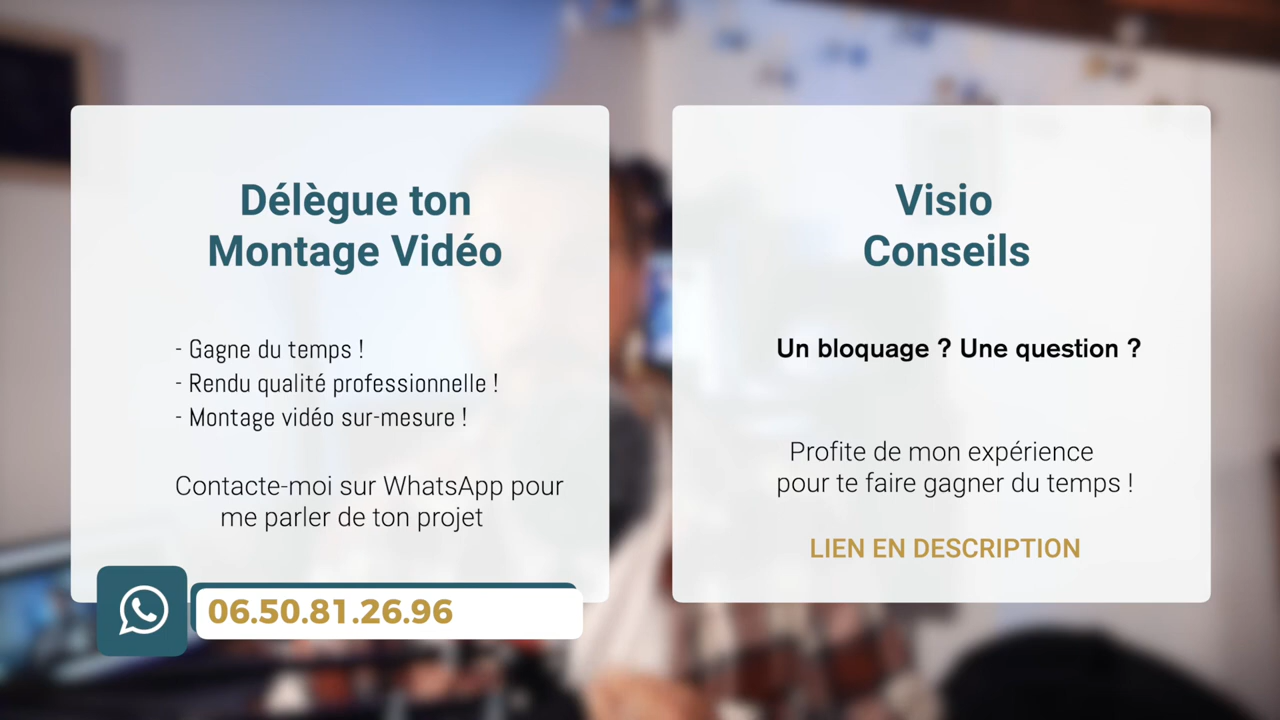 Délègue ton
Montage Vidéo
- Gagne du temps !
- Rendu qualité professionnelle !
- Montage vidéo sur-mesure !
Contacte-moi sur WhatsApp pour
me parler de ton projet
06.50.81.26.96
Visio
Conseils
Un bloquage ? Une question ?
Profite de mon expérience
pour te faire gagner du temps !
LIEN EN DESCRIPTION